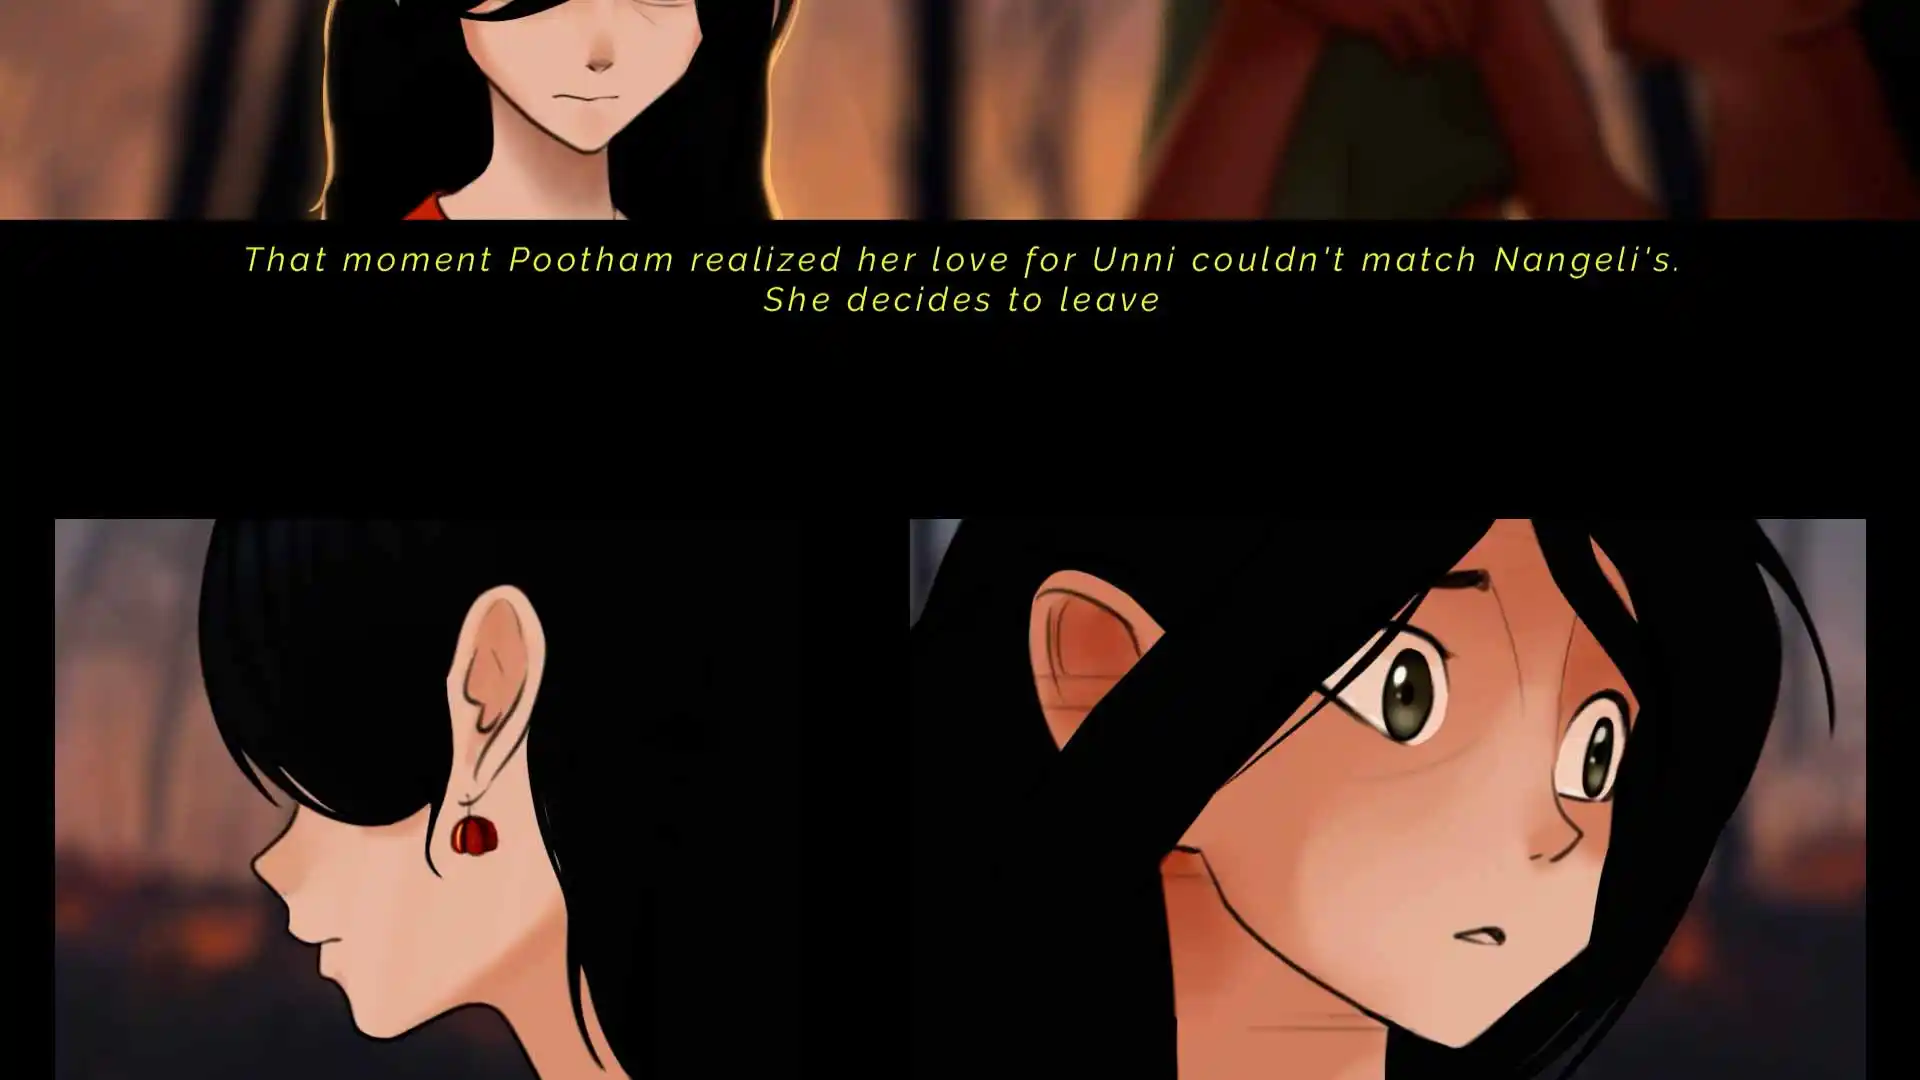 That moment Pootham realized her love for Unni couldn't match Nangeli's.
She decides to leave